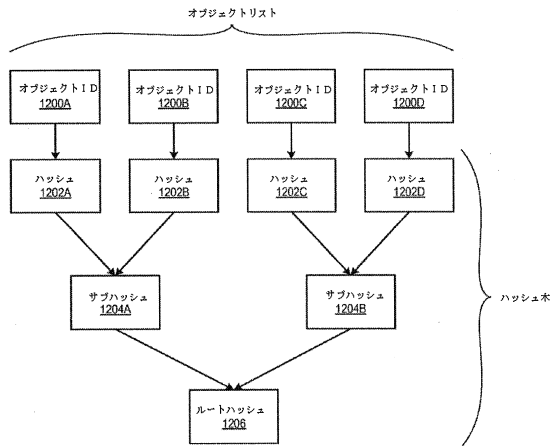 オブジェクトリスト
オブジェクトID
1200A
オブジェクトID
1200B
オブジェクトID
1200C
オブジェクトID
1200D
ハッシュ
1202A
ハッシュ
1202B
ハッシュ
1202C
ハッシュ
1202D
サブハッシュ
1204A
サブハッシュ
1204B
ハッシュ木
ルートハッシュ
1206